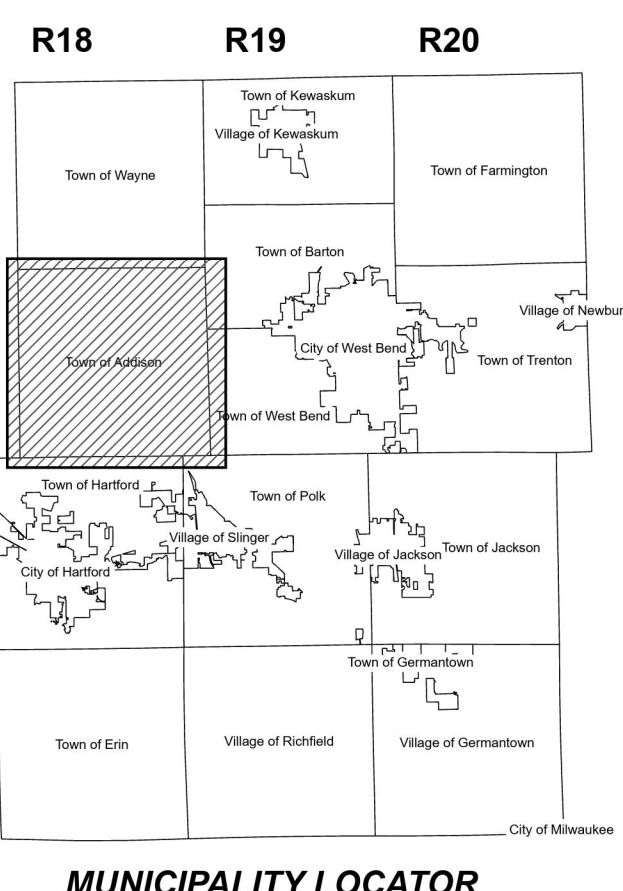 R18 R19 R20
Town of Kewaskum
Village of Kewaskum
Town of Wayne
Town of Farmington
Town of Barton
Village of Newbur
City of West Bend
Town of Trenton
Town of Addison
Town of West Bend
Town of Hartford
Town of Polk
Village of Slinger
Village of Jackson
Town of Jackson
City of Hartford
Town of Germantown
Town of Erin
Village of Richfield
Village of Germantown
City of Milwaukee
MUNICIPALITY LOCATOR